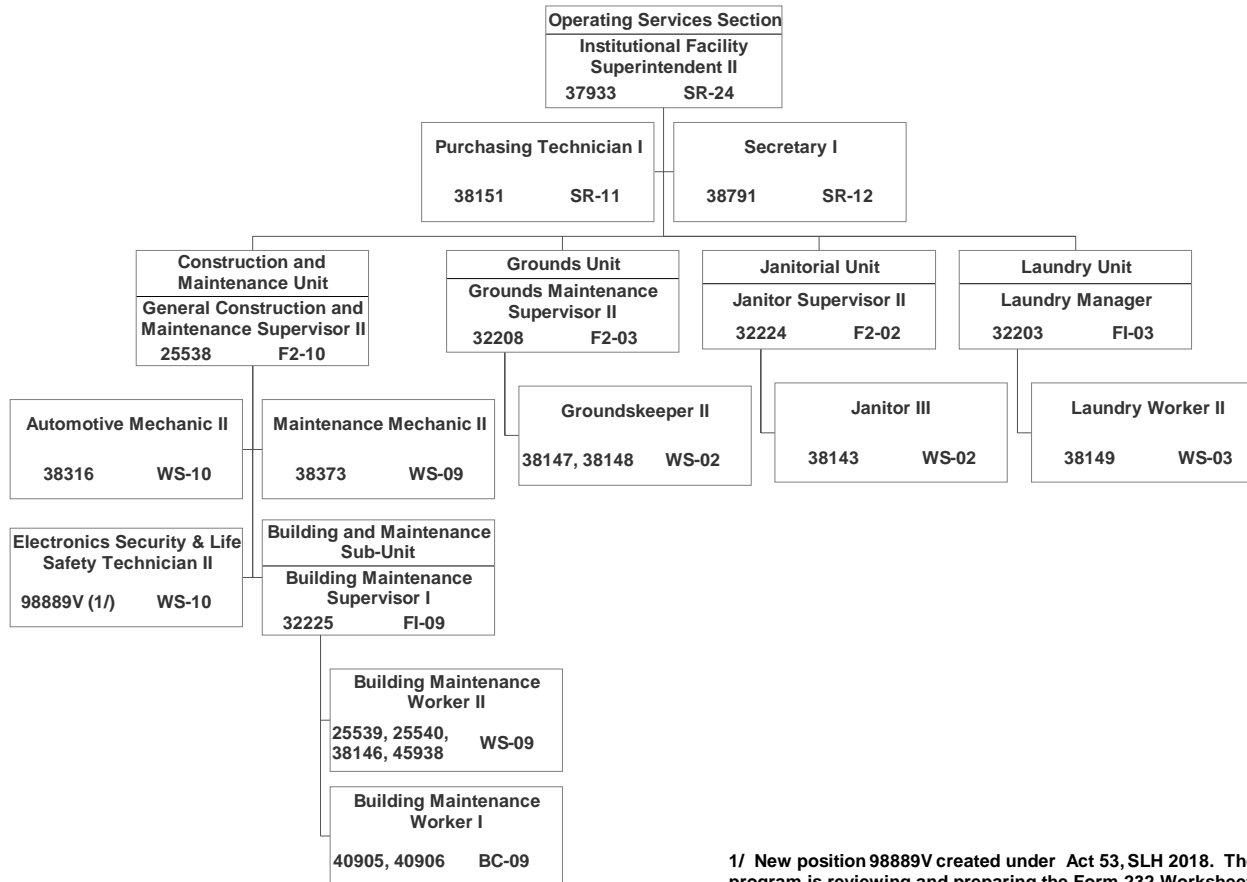 Operating Services Section
Institutional Facility
Superintendent II
37933 SR-24
Purchasing Technician I
38151 SR-11
Secretary I
38791 SR-12
Construction and
Maintenance Unit
General Construction and
Maintenance Supervisor II
25538 F2-10
Grounds Unit
Grounds Maintenance
Supervisor II
32208 F2-03
Janitorial Unit
Janitor Supervisor II
32224 F2-02
Laundry Unit
Laundry Manager
32203 FI-03
Automotive Mechanic II
38316 WS-10
Maintenance Mechanic II
38373 WS-09
Groundskeeper II
38147, 38148 WS-02
Janitor III
38143 WS-02
Laundry Worker II
38149 WS-03
Electronics Security & Life
Safety Technician II
98889V (1/) WS-10
Building and Maintenance
Sub-Unit
Building Maintenance
Supervisor I
32225 FI-09
Building Maintenance
Worker II
25539, 25540,
38146, 45938 WS-09
Building Maintenance
Worker I
40905, 40906 BC-09
1/ New position 98889V created under Act 53, SLH 2018. The
program is reviewing and preparing the Form 232 Worksheet